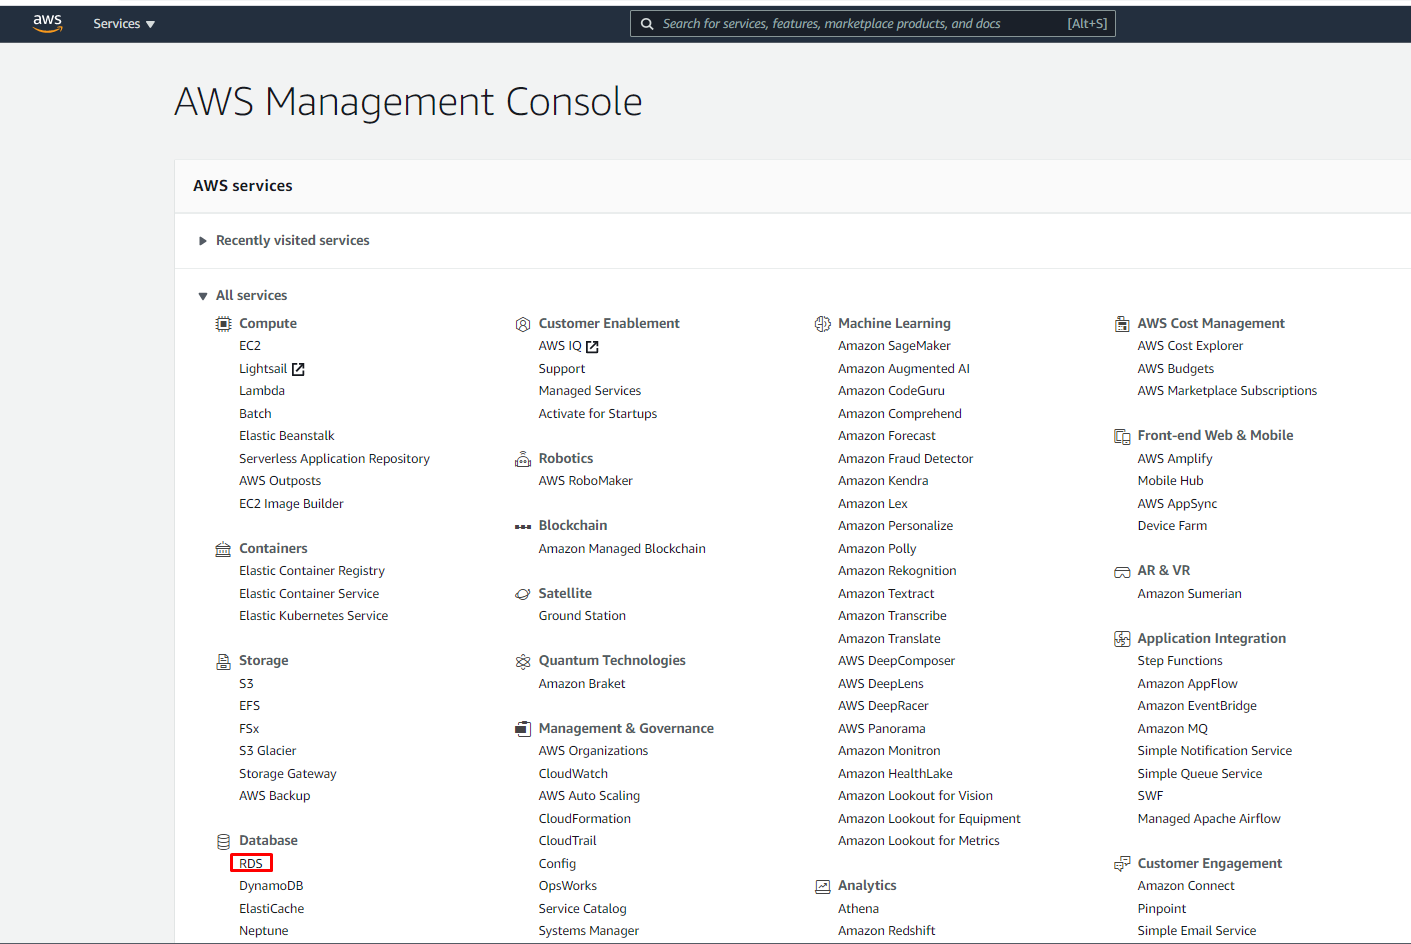 aws
Services
Search for services, features, marketplace products, and docs
[Alt+S]
AWS Management Console
AWS services
Recently visited services
All services
Compute
EC2
Lightsail
Lambda
Batch
Elastic Beanstalk
Serverless Application Repository
AWS Outposts
EC2 Image Builder
Containers
Elastic Container Registry
Elastic Container Service
Elastic Kubernetes Service
Storage
S3
EFS
FSx
S3 Glacier
Storage Gateway
AWS Backup
Database
RDS
DynamoDB
ElastiCache
Neptune
Customer Enablement
AWS IQ
Support
Managed Services
Activate for Startups
Robotics
AWS RoboMaker
Blockchain
Amazon Managed Blockchain
Satellite
Ground Station
Quantum Technologies
Amazon Braket
Management & Governance
AWS Organizations
CloudWatch
AWS Auto Scaling
CloudFormation
CloudTrail
Config
OpsWorks
Service Catalog
Systems Manager
Machine Learning
Amazon SageMaker
Amazon Augmented AI
Amazon CodeGuru
Amazon Comprehend
Amazon Forecast
Amazon Fraud Detector
Amazon Kendra
Amazon Lex
Amazon Personalize
Amazon Polly
Amazon Rekognition
Amazon Textract
Amazon Transcribe
Amazon Translate
AWS DeepComposer
AWS DeepLens
AWS DeepRacer
AWS Panorama
Amazon Monitron
Amazon HealthLake
Amazon Lookout for Vision
Amazon Lookout for Equipment
Amazon Lookout for Metrics
Analytics
Athena
Amazon Redshift
AWS Cost Management
AWS Cost Explorer
AWS Budgets
AWS Marketplace Subscriptions
Front-end Web & Mobile
AWS Amplify
Mobile Hub
AWS AppSync
Device Farm
AR & VR
Amazon Sumerian
Application Integration
Step Functions
Amazon AppFlow
Amazon EventBridge
Amazon MQ
Simple Notification Service
Simple Queue Service
SWF
Managed Apache Airflow
Customer Engagement
Amazon Connect
Pinpoint
Simple Email Service